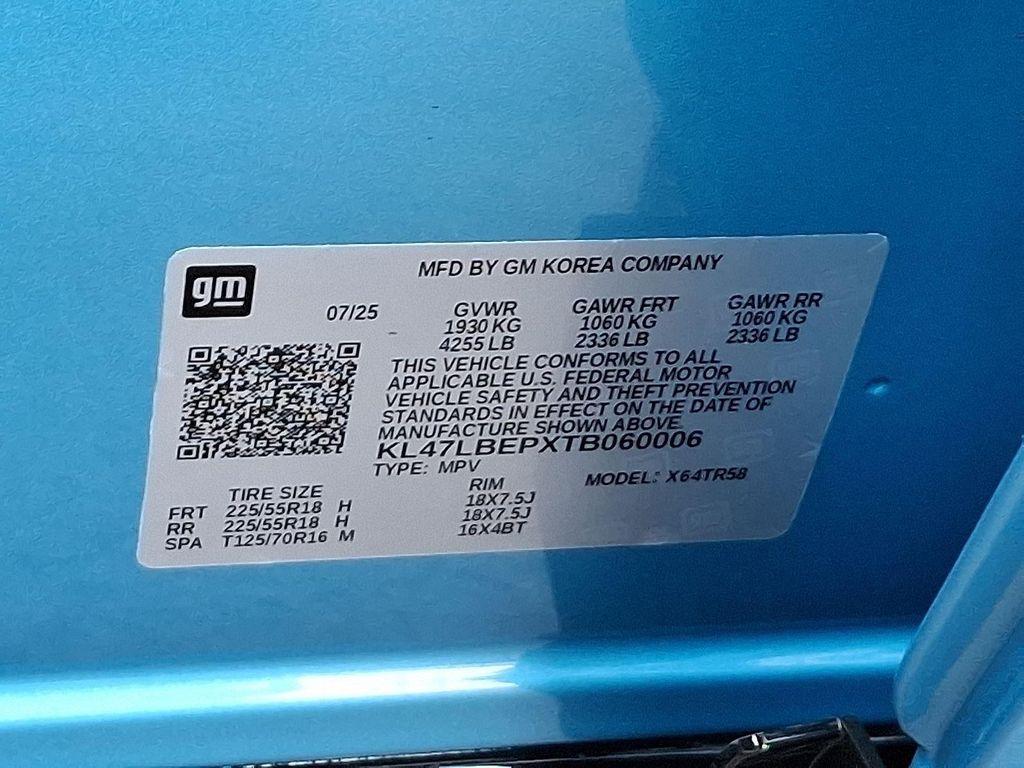 gm
MFD BY GM KOREA COMPANY
07/25 GVWR GAWR FRT GAWR RR
1930 KG 1060 KG 1060 KG
4255 LB 2336 LB 2336 LB
THIS VEHICLE CONFORMS TO ALL
APPLICABLE U.S. FEDERAL MOTOR
VEHICLE SAFETY AND THEFT PREVENTION
STANDARDS IN EFFECT ON THE DATE OF
MANUFACTURE SHOWN ABOVE.
KL47LBEPXTB060006
TYPE: MPV
MODEL: X64TR58
TIRE SIZE RIM
FRT 225/55R18 H 18X7.5J
RR 225/55R18 H 18X7.5J
SPA T125/70R16 M 16X4BT